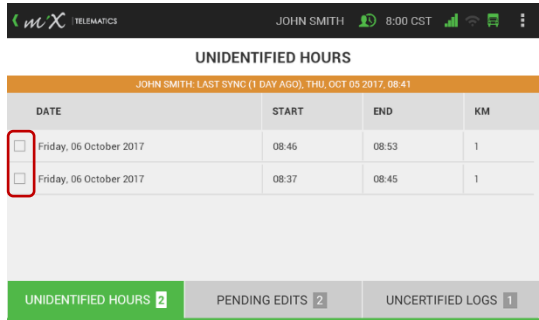 miX TELEMATICS JOHN SMITH 8:00 CST
UNIDENTIFIED HOURS
JOHN SMITH: LAST SYNC (1 DAY AGO), THU, OCT 05 2017, 08:41
DATE START END KM
Friday, 06 October 2017 08:46 08:53 1
Friday, 06 October 2017 08:37 08:45 1
UNIDENTIFIED HOURS 2 PENDING EDITS 2 UNCERTIFIED LOGS 1